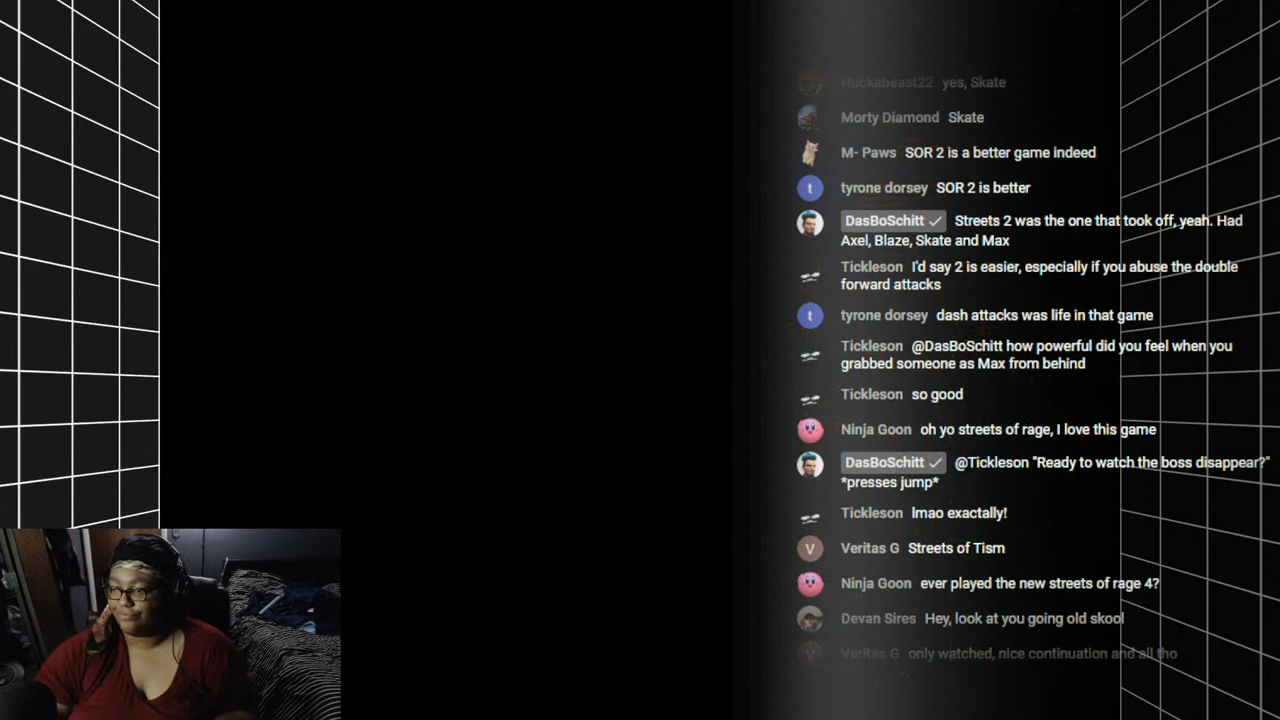 Huckabeast22 yes, Skate
Morty Diamond Skate
M- Paws SOR 2 is a better game indeed
t tyrone dorsey SOR 2 is better
DasBoSchitt ✓ Streets 2 was the one that took off, yeah. Had
Axel, Blaze, Skate and Max
Tickleson I'd say 2 is easier, especially if you abuse the double
forward attacks
t tyrone dorsey dash attacks was life in that game
Tickleson @DasBoSchitt how powerful did you feel when you
grabbed someone as Max from behind
Tickleson so good
Ninja Goon oh yo streets of rage, I love this game
DasBoSchitt ✓ @Tickleson "Ready to watch the boss disappear?"
*presses jump*
Tickleson lmao exactally!
V Veritas G Streets of Tism
Ninja Goon ever played the new streets of rage 4?
Devan Sires Hey, look at you going old skool
V Veritas G only watched, nice continuation and all tho